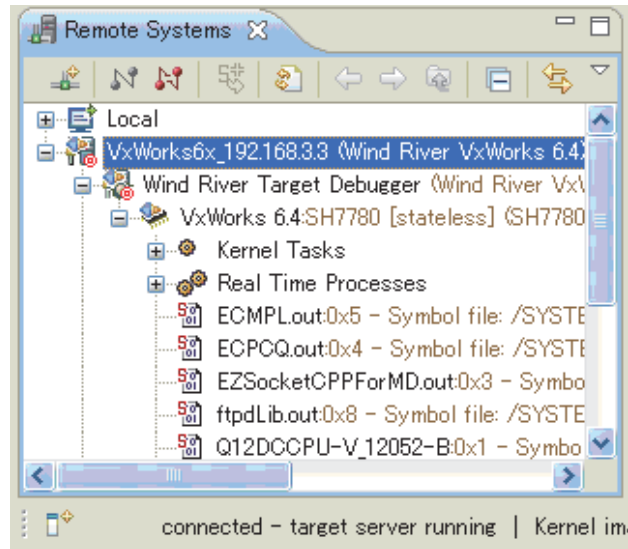 Remote Systems
Local
VxWorks6x_192.168.3.3 (Wind River VxWorks 6.4)
Wind River Target Debugger (Wind River Vx
VxWorks 6.4:SH7780 [stateless] (SH7780
Kernel Tasks
Real Time Processes
ECMPL.out:0x5 - Symbol file: /SYSTE
ECPCQ.out:0x4 - Symbol file: /SYSTE
EZSocketCPPForMD.out:0x3 - Symbo
ftpdLib.out:0x8 - Symbol file: /SYSTE
Q12DCCPU-V_12052-B:0x1 - Symbo
connected - target server running | Kernel im